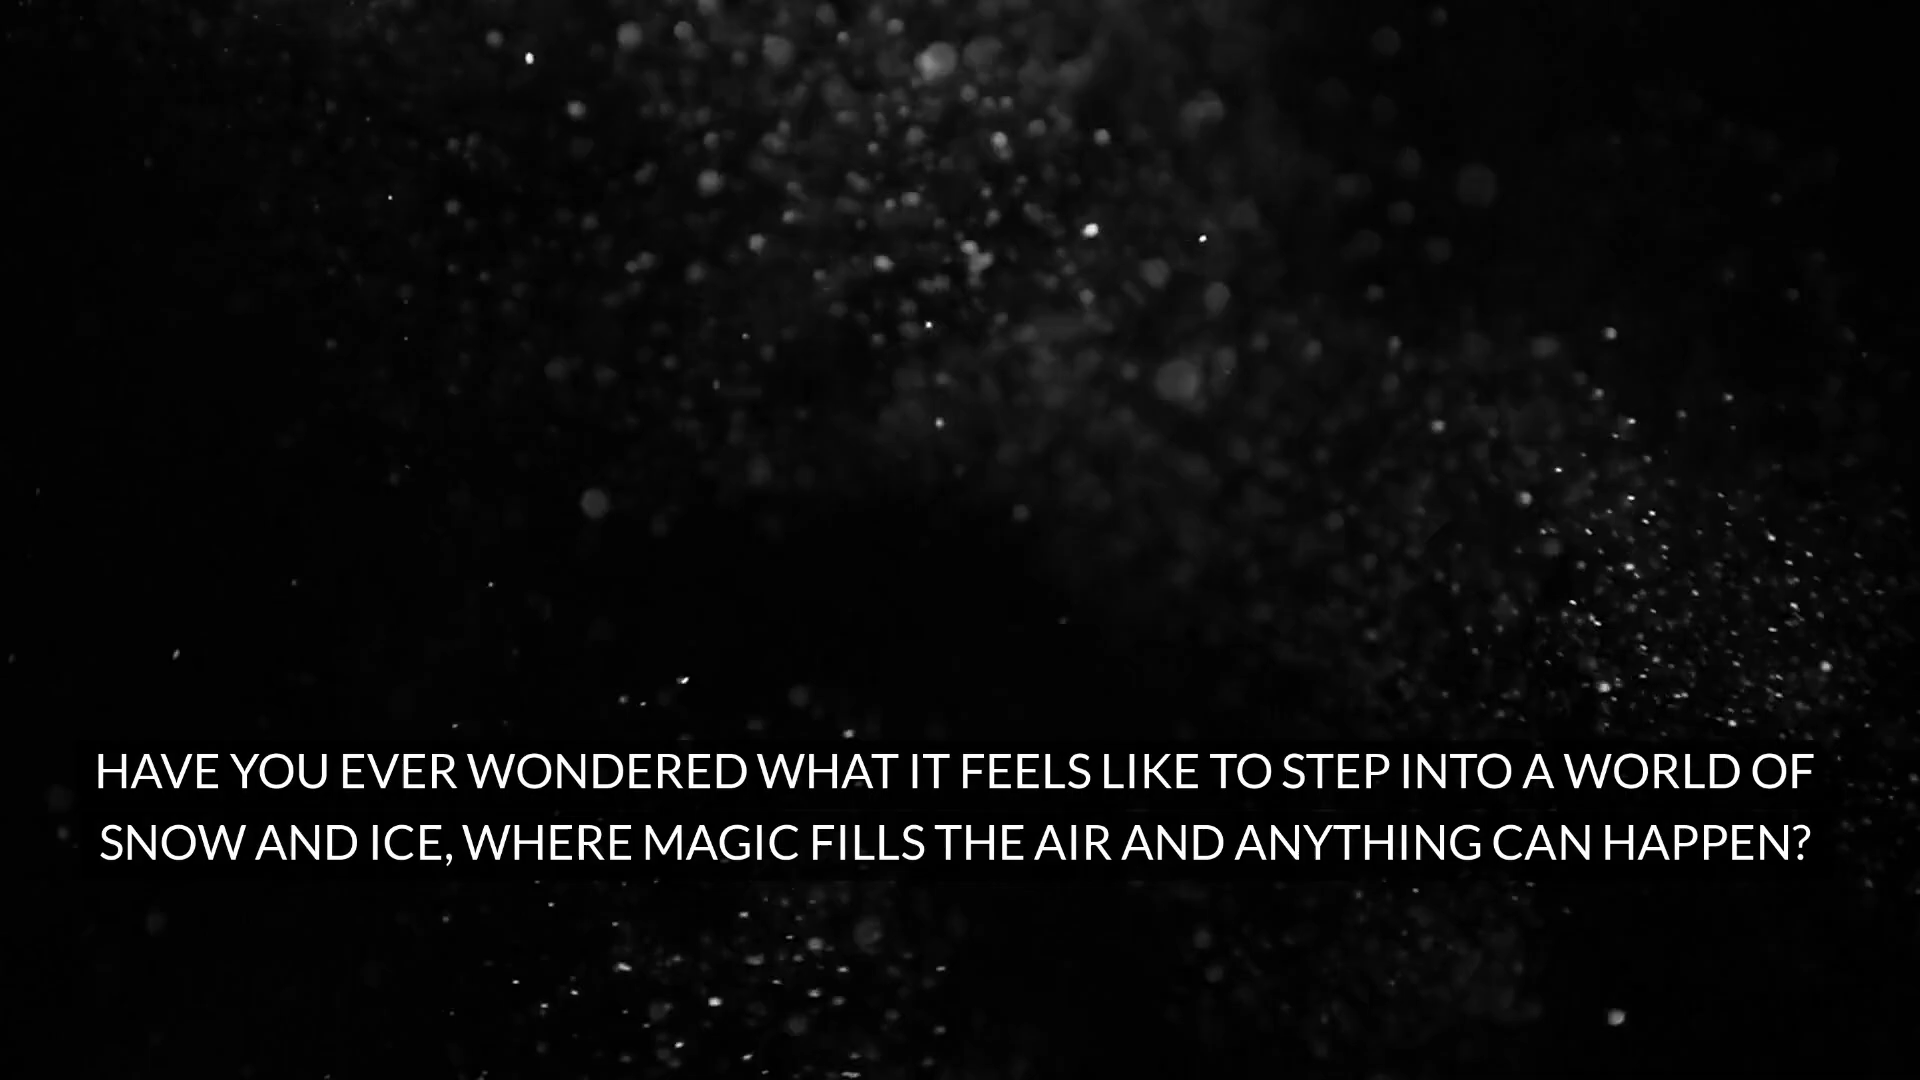 HAVE YOU EVER WONDERED WHAT IT FEELS LIKE TO STEP INTO A WORLD OF
SNOW AND ICE, WHERE MAGIC FILLS THE AIR AND ANYTHING CAN HAPPEN?